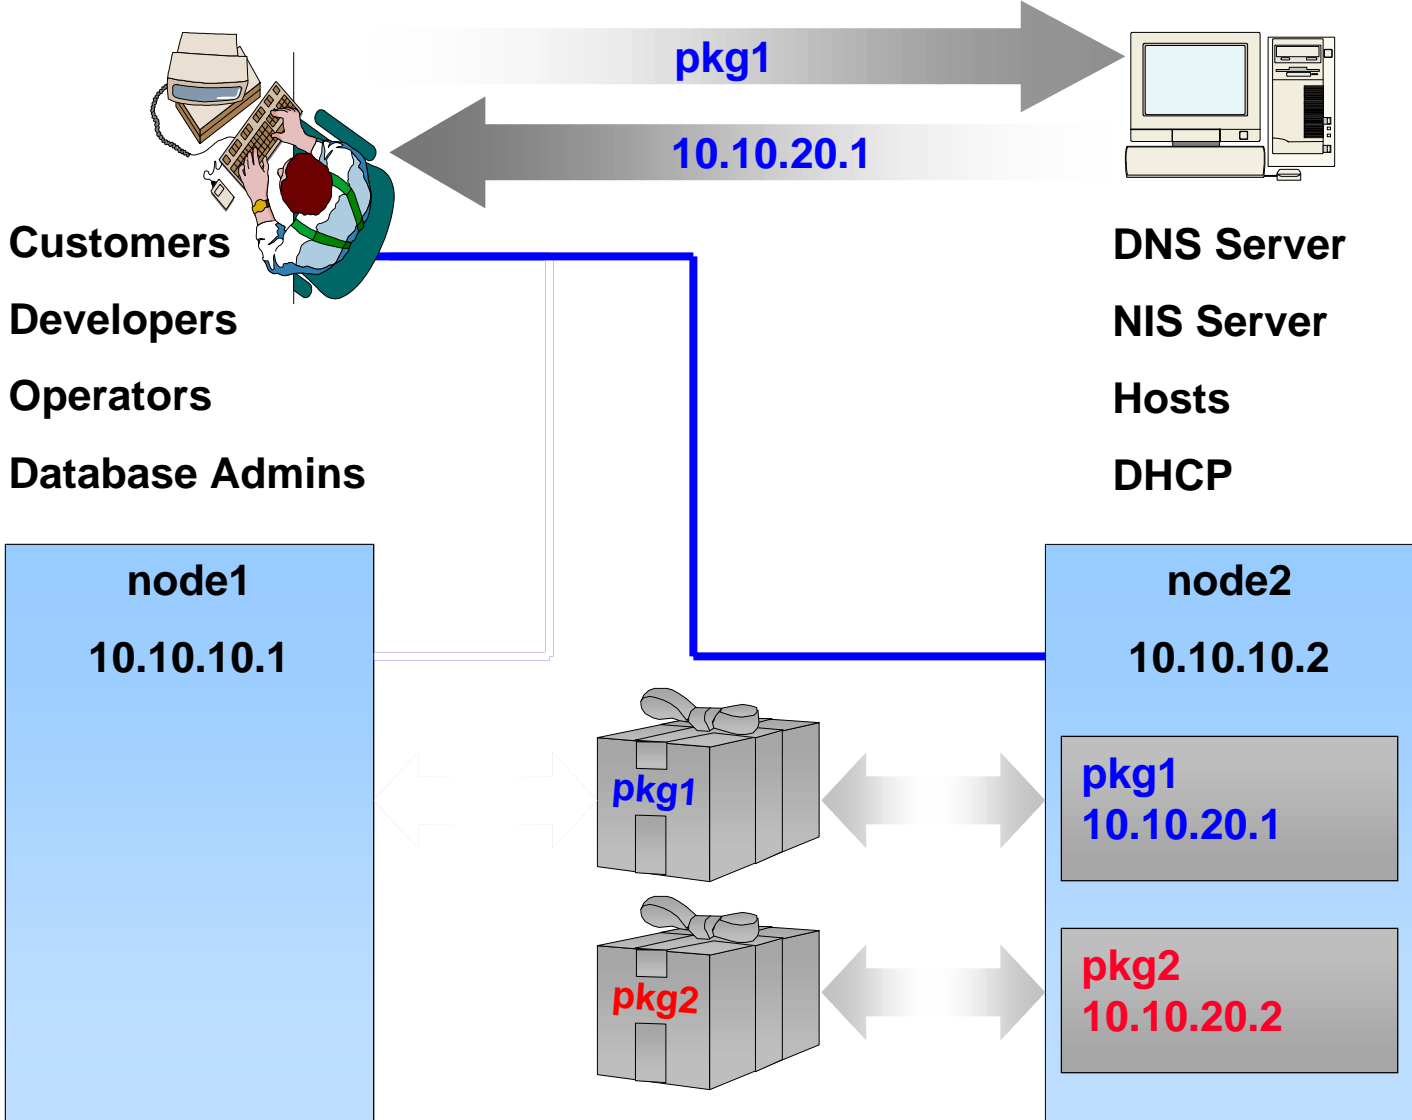 pkg1
10.10.20.1
Customers
Developers
Operators
Database Admins
DNS Server
NIS Server
Hosts
DHCP
node1
10.10.10.1
node2
10.10.10.2
pkg1
pkg1
10.10.20.1
pkg2
pkg2
10.10.20.2